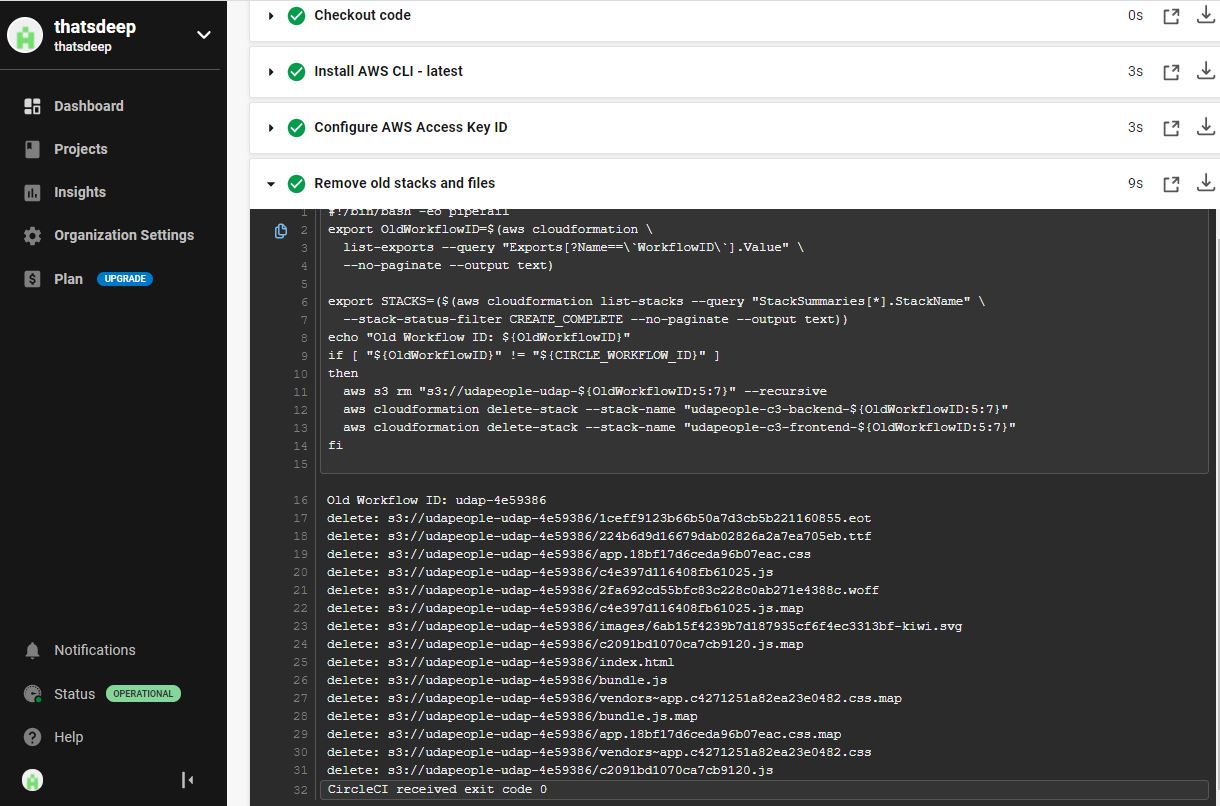 thatsdeep
thatsdeep
Dashboard
Projects
Insights
Organization Settings
Plan UPGRADE
Notifications
Status OPERATIONAL
Help
Checkout code 0s
Install AWS CLI - latest 3s
Configure AWS Access Key ID 3s
Remove old stacks and files 9s
1 #!/bin/bash -eo pipefail
2 export OldWorkflowID=$(aws cloudformation \
3 list-exports --query "Exports[?Name==\`WorkflowID\`].Value" \
4 --no-paginate --output text)
5
6 export STACKS=($(aws cloudformation list-stacks --query "StackSummaries[*].StackName" \
7 --stack-status-filter CREATE_COMPLETE --no-paginate --output text))
8 echo "Old Workflow ID: ${OldWorkflowID}"
9 if [ "${OldWorkflowID}" != "${CIRCLE_WORKFLOW_ID}" ]
10 then
11 aws s3 rm "s3://udapeople-udap-${OldWorkflowID:5:7}" --recursive
12 aws cloudformation delete-stack --stack-name "udapeople-c3-backend-${OldWorkflowID:5:7}"
13 aws cloudformation delete-stack --stack-name "udapeople-c3-frontend-${OldWorkflowID:5:7}"
14 fi
15
16 Old Workflow ID: udap-4e59386
17 delete: s3://udapeople-udap-4e59386/1ceff9123b66b50a7d3cb5b221160855.eot
18 delete: s3://udapeople-udap-4e59386/224b6d9d16679dab02826a2a7ea705eb.ttf
19 delete: s3://udapeople-udap-4e59386/app.18bf17d6ceda96b07eac.css
20 delete: s3://udapeople-udap-4e59386/c4e397d116408fb61025.js
21 delete: s3://udapeople-udap-4e59386/2fa692cd55bfc83c228c0ab271e4388c.woff
22 delete: s3://udapeople-udap-4e59386/c4e397d116408fb61025.js.map
23 delete: s3://udapeople-udap-4e59386/images/6ab15f4239b7d187935cf6f4ec3313bf-kiwi.svg
24 delete: s3://udapeople-udap-4e59386/c2091bd1070ca7cb9120.js.map
25 delete: s3://udapeople-udap-4e59386/index.html
26 delete: s3://udapeople-udap-4e59386/bundle.js
27 delete: s3://udapeople-udap-4e59386/vendors~app.c4271251a82ea23e0482.css.map
28 delete: s3://udapeople-udap-4e59386/bundle.js.map
29 delete: s3://udapeople-udap-4e59386/app.18bf17d6ceda96b07eac.css.map
30 delete: s3://udapeople-udap-4e59386/vendors~app.c4271251a82ea23e0482.css
31 delete: s3://udapeople-udap-4e59386/c2091bd1070ca7cb9120.js
32 CircleCI received exit code 0